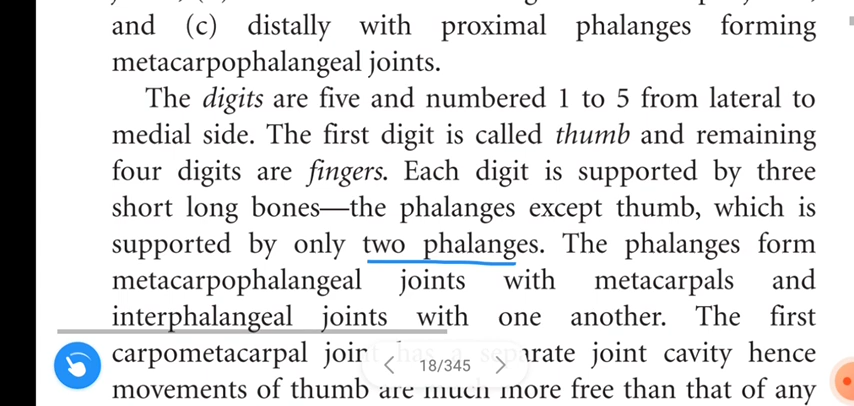 and (c) distally with proximal phalanges forming
metacarpophalangeal joints.
The digits are five and numbered 1 to 5 from lateral to
medial side. The first digit is called thumb and remaining
four digits are fingers. Each digit is supported by three
short long bones—the phalanges except thumb, which is
supported by only two phalanges. The phalanges form
metacarpophalangeal joints with metacarpals and
interphalangeal joints with one another. The first
carpometacarpal joint has a separate joint cavity hence
18/345
movements of thumb are much more free than that of any